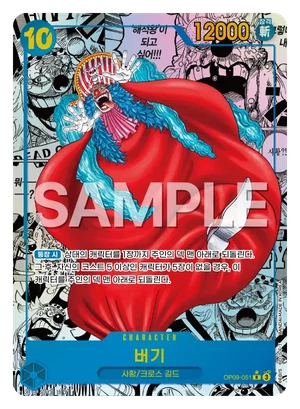 10
12000
斬
해적왕이
되고
싶어!!!
SAMPLE
등장 시 상대의 캐릭터를 1장까지 주인의 덱 맨 아래로 되돌린다.
그 후, 자신의 코스트 5 이상인 캐릭터가 5장이 없을 경우, 이
캐릭터를 주인의 덱 맨 아래로 되돌린다.
CHARACTER
버기
사황/크로스 길드
OP09-051